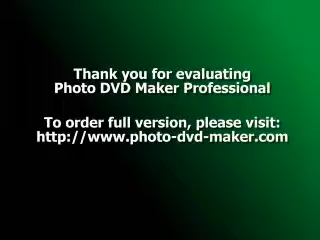 Thank you for evaluating
Photo DVD Maker Professional
To order full version, please visit:
http://www.photo-dvd-maker.com